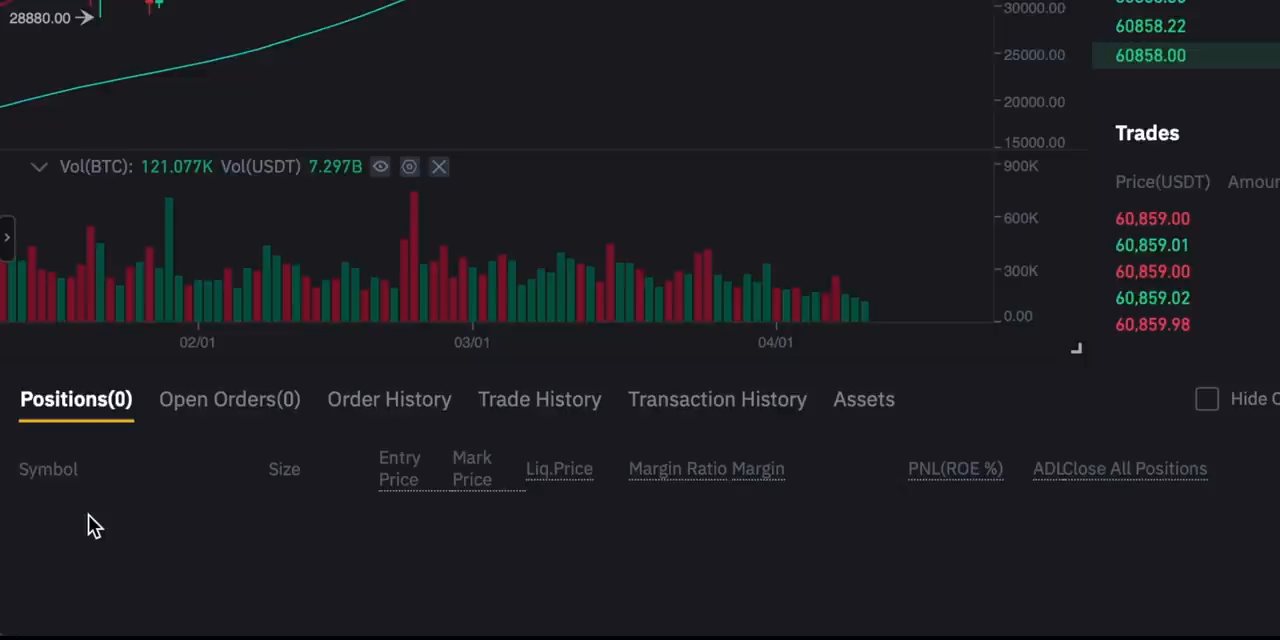 28880.00
30000.00
25000.00
20000.00
15000.00
60858.22
60858.00
Vol(BTC): 121.077K Vol(USDT) 7.297B
900K
600K
300K
0.00
02/01 03/01 04/01
Trades
Price(USDT)
60,859.00
60,859.01
60,859.00
60,859.02
60,859.98
Positions(0) Open Orders(0) Order History Trade History Transaction History Assets Hide
Symbol Size Entry Price Mark Price Liq.Price Margin Ratio Margin PNL(ROE %) ADL Close All Positions